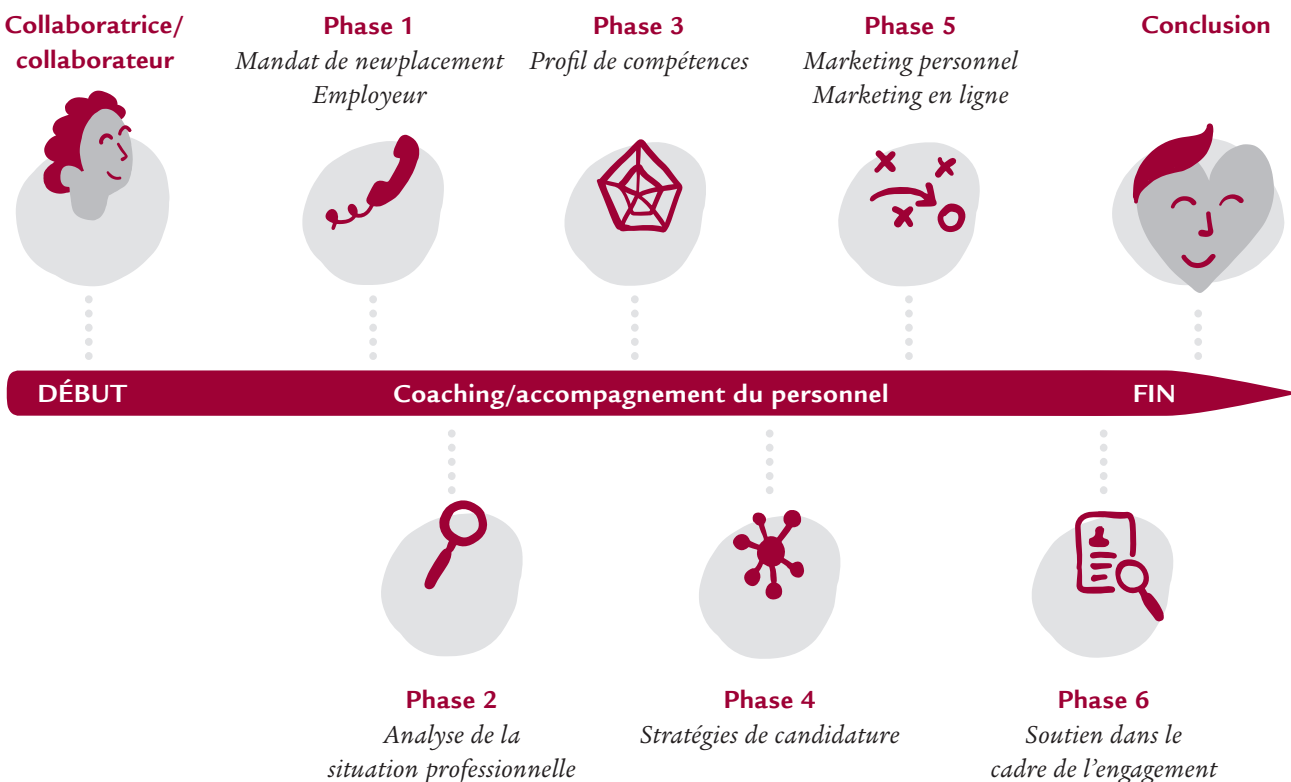 Collaboratrice/
collaborateur
Phase 1
Mandat de newplacement
Employeur
Phase 3
Profil de compétences
Phase 5
Marketing personnel
Marketing en ligne
Conclusion
DÉBUT
Coaching/accompagnement du personnel
FIN
Phase 2
Analyse de la
situation professionnelle
Phase 4
Stratégies de candidature
Phase 6
Soutien dans le
cadre de l’engagement